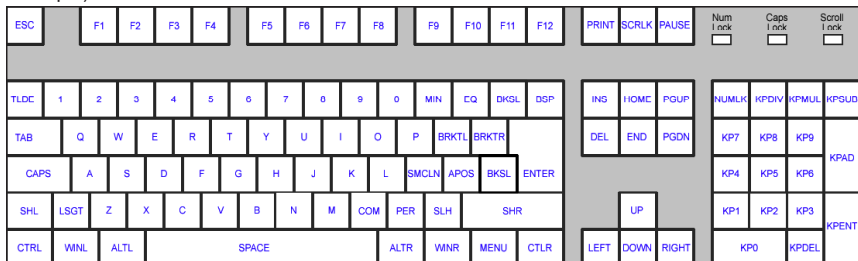 ESC F1 F2 F3 F4 F5 F6 F7 F8 F9 F10 F11 F12 PRINT SCRLK PAUSE Num Lock Caps Lock Scroll Lock
TLDE 1 2 3 4 5 6 7 8 9 0 MIN EQ BKSL BSP INS HOME PGUP NUMLK KPDIV KPMUL KPSUB
TAB Q W E R T Y U I O P BRKTL BRKTR DEL END PGDN KP7 KP8 KP9
KPAD
CAPS A S D F G H J K L SMCLN APOS BKSL ENTER KP4 KP5 KP6
SHL LSGT Z X C V B N M COM PER SLH SHR UP KP1 KP2 KP3
KPENT
CTRL WINL ALTL SPACE ALTR WINR MENU CTLR LEFT DOWN RIGHT KP0 KPDEL